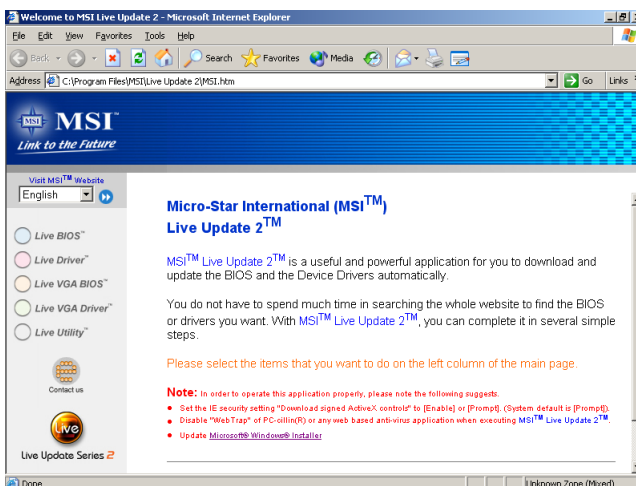 Welcome to MSI Live Update 2 - Microsoft Internet Explorer
File Edit View Favorites Tools Help
Back Search Favorites Media
Address C:\Program Files\MSI\Live Update 2\MSI.htm Go Links
MSI MSI™
Link to the Future
Visit MSI™ Website
English
Live BIOS™
Live Driver™
Live VGA BIOS™
Live VGA Driver™
Live Utility™
Contact us
Live
Live Update Series 2
Micro-Star International (MSI™)
Live Update 2™
MSI™ Live Update 2™ is a useful and powerful application for you to download and
update the BIOS and the Device Drivers automatically.
You do not have to spend much time in searching the whole website to find the BIOS
or drivers you want. With MSI™ Live Update 2™, you can complete it in several simple
steps.
Please select the items that you want to do on the left column of the main page.
Note: In order to operate this application properly, please note the following suggests.
• Set the IE security setting "Download signed ActiveX controls" to [Enable] or [Prompt]. (System default is [Prompt]).
• Disable "WebTrap" of PC-cillin(R) or any web based anti-virus application when executing MSI™ Live Update 2™.
• Update Microsoft® Windows® Installer
Done Unknown Zone (Mixed)